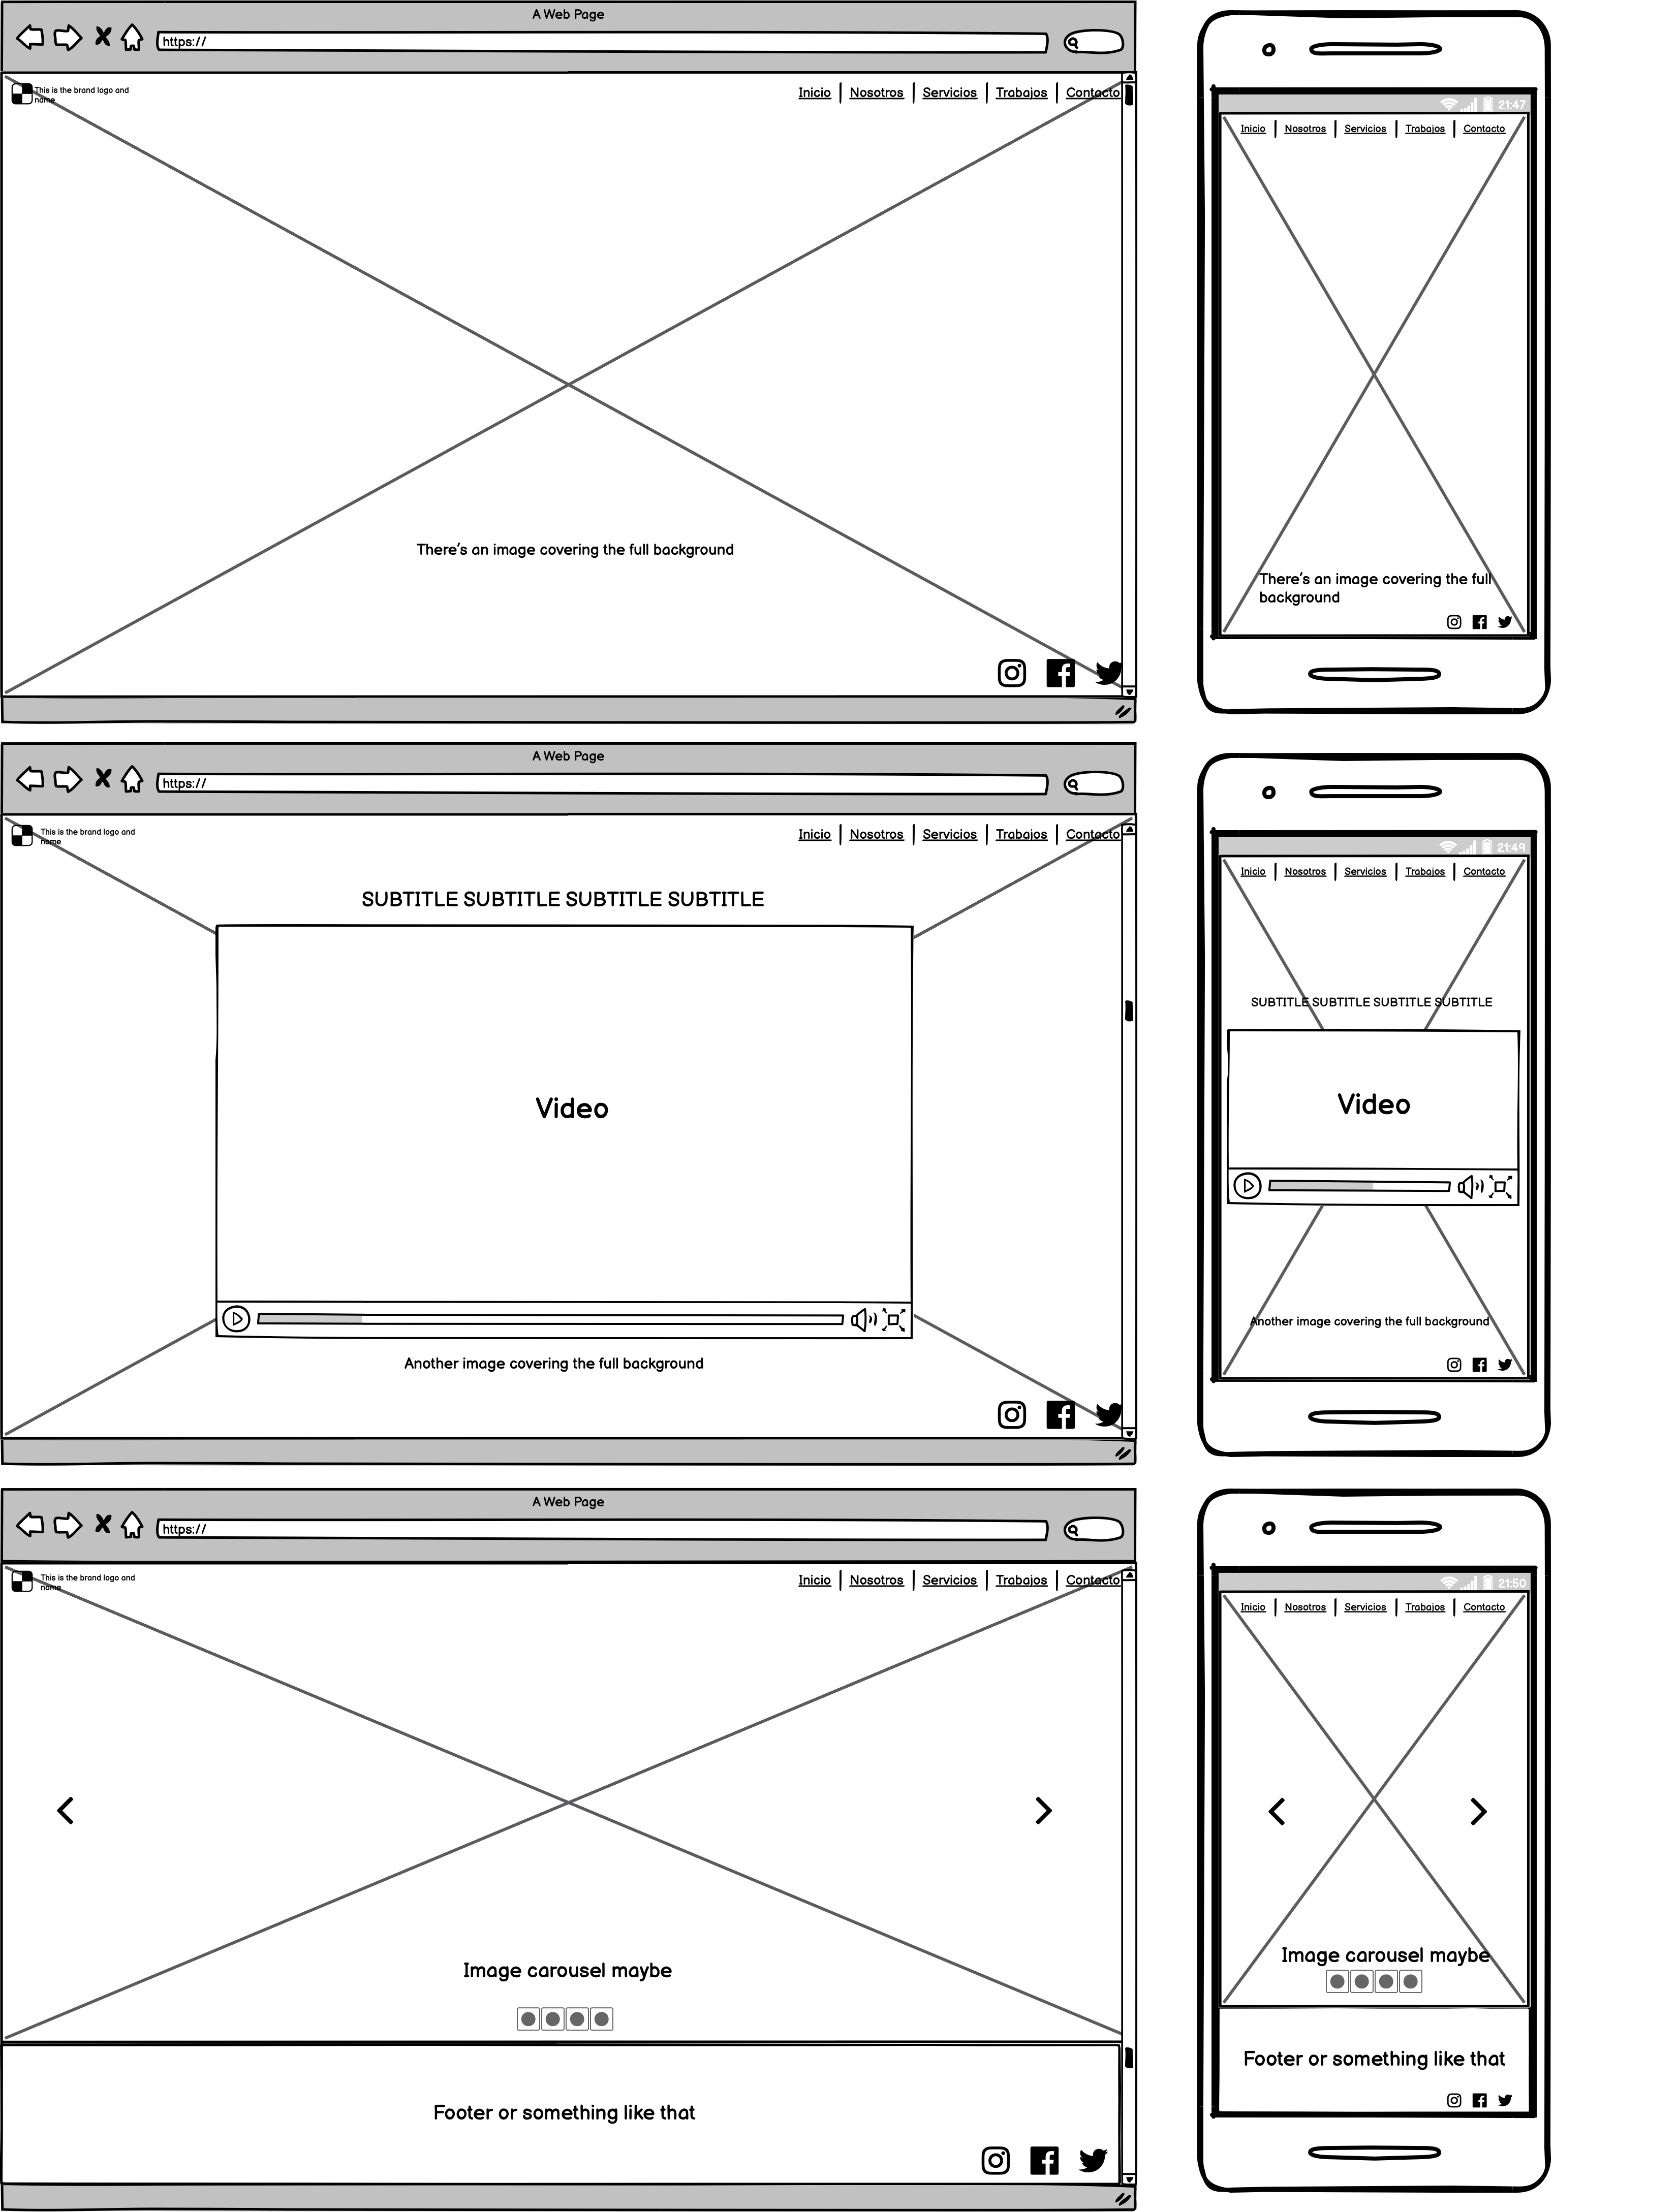 A Web Page
https://
This is the brand logo and
name
Inicio Nosotros Servicios Trabajos Contacto
There's an image covering the full background
21:47
Inicio Nosotros Servicios Trabajos Contacto
There's an image covering the full
background
A Web Page
https://
This is the brand logo and
name
Inicio Nosotros Servicios Trabajos Contacto
SUBTITLE SUBTITLE SUBTITLE SUBTITLE
Video
Another image covering the full background
21:49
Inicio Nosotros Servicios Trabajos Contacto
SUBTITLE SUBTITLE SUBTITLE SUBTITLE
Video
Another image covering the full background
A Web Page
https://
This is the brand logo and
name
Inicio Nosotros Servicios Trabajos Contacto
Image carousel maybe
Footer or something like that
21:50
Inicio Nosotros Servicios Trabajos Contacto
Image carousel maybe
Footer or something like that